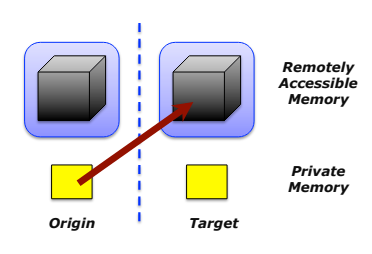 Remotely
Accessible
Memory
Private
Memory
Origin
Target